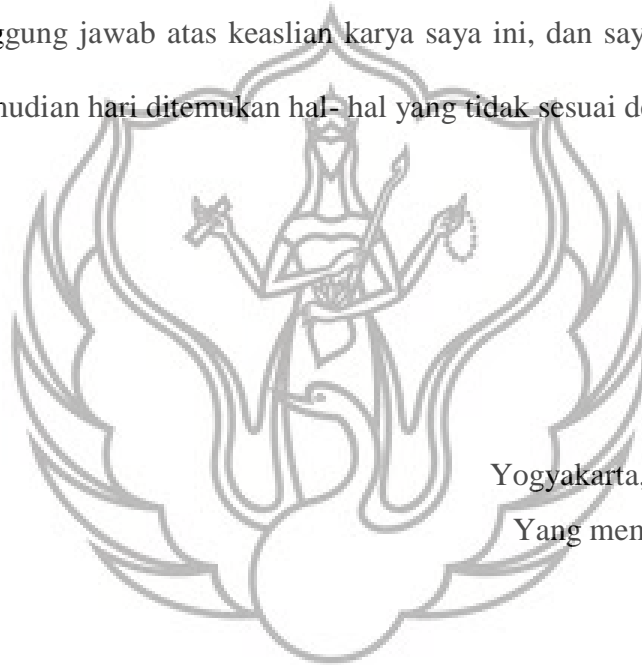 ggung jawab atas keaslian karya saya ini, dan say
mudian hari ditemukan hal- hal yang tidak sesuai d
Yogyakarta,
Yang men